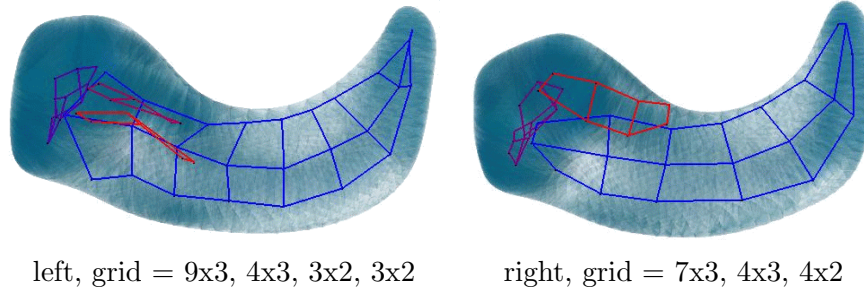 left, grid = 9x3, 4x3, 3x2, 3x2
right, grid = 7x3, 4x3, 4x2